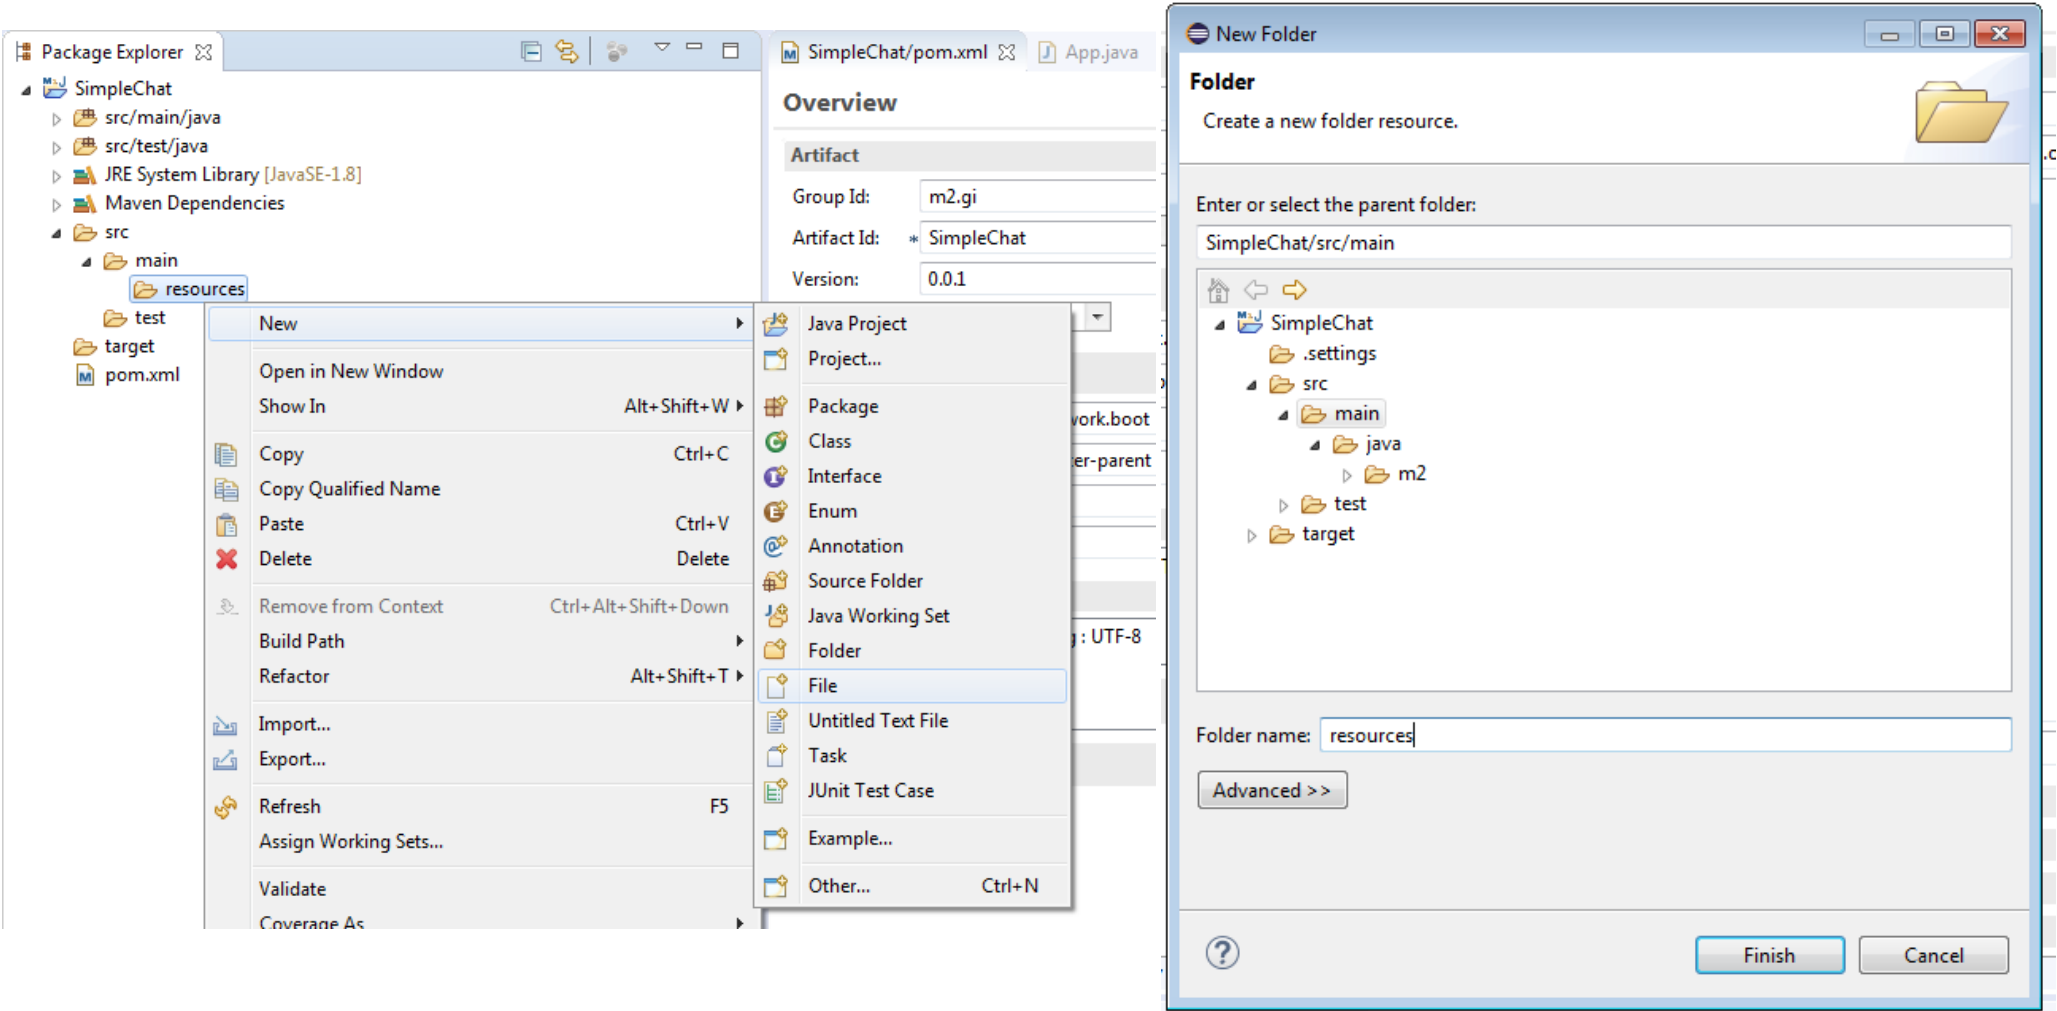 Package Explorer
SimpleChat
src/main/java
src/test/java
JRE System Library [JavaSE-1.8]
Maven Dependencies
src
main
resources
test
target
pom.xml
New
Open in New Window
Show In Alt+Shift+W
Copy Ctrl+C
Copy Qualified Name
Paste Ctrl+V
Delete Delete
Remove from Context Ctrl+Alt+Shift+Down
Build Path
Refactor Alt+Shift+T
Import...
Export...
Refresh F5
Assign Working Sets...
Validate
Coverage As
Java Project
Project...
Package
Class
Interface
Enum
Annotation
Source Folder
Java Working Set
Folder
File
Untitled Text File
Task
JUnit Test Case
Example...
Other... Ctrl+N
SimpleChat/pom.xml App.java
Overview
Artifact
Group Id: m2.gi
Artifact Id: * SimpleChat
Version: 0.0.1
work.boot
ter-parent
g : UTF-8
New Folder
Folder
Create a new folder resource.
Enter or select the parent folder:
SimpleChat/src/main
SimpleChat
.settings
src
main
java
m2
test
target
Folder name: resources
Advanced >>
Finish Cancel